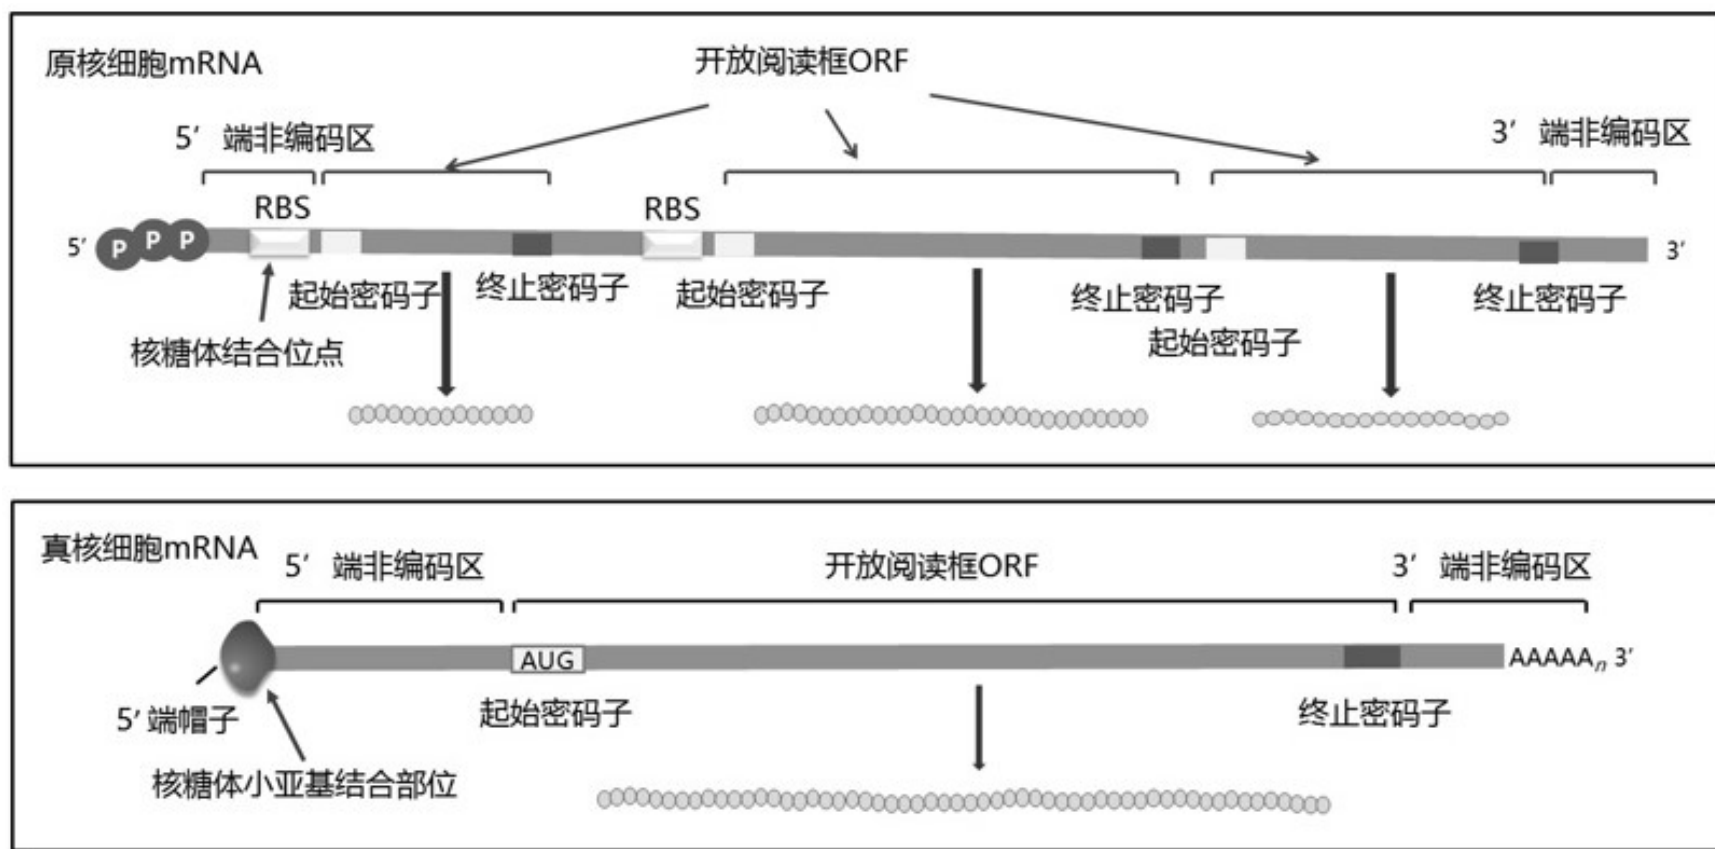 原核细胞mRNA
开放阅读框ORF
5′ 端非编码区
3′ 端非编码区
RBS
RBS
5′
P
P
P
3′
起始密码子
终止密码子
起始密码子
终止密码子
终止密码子
核糖体结合位点
起始密码子
真核细胞mRNA
5′ 端非编码区
开放阅读框ORF
3′ 端非编码区
AUG
AAAAAn 3′
5′端帽子
起始密码子
终止密码子
核糖体小亚基结合部位